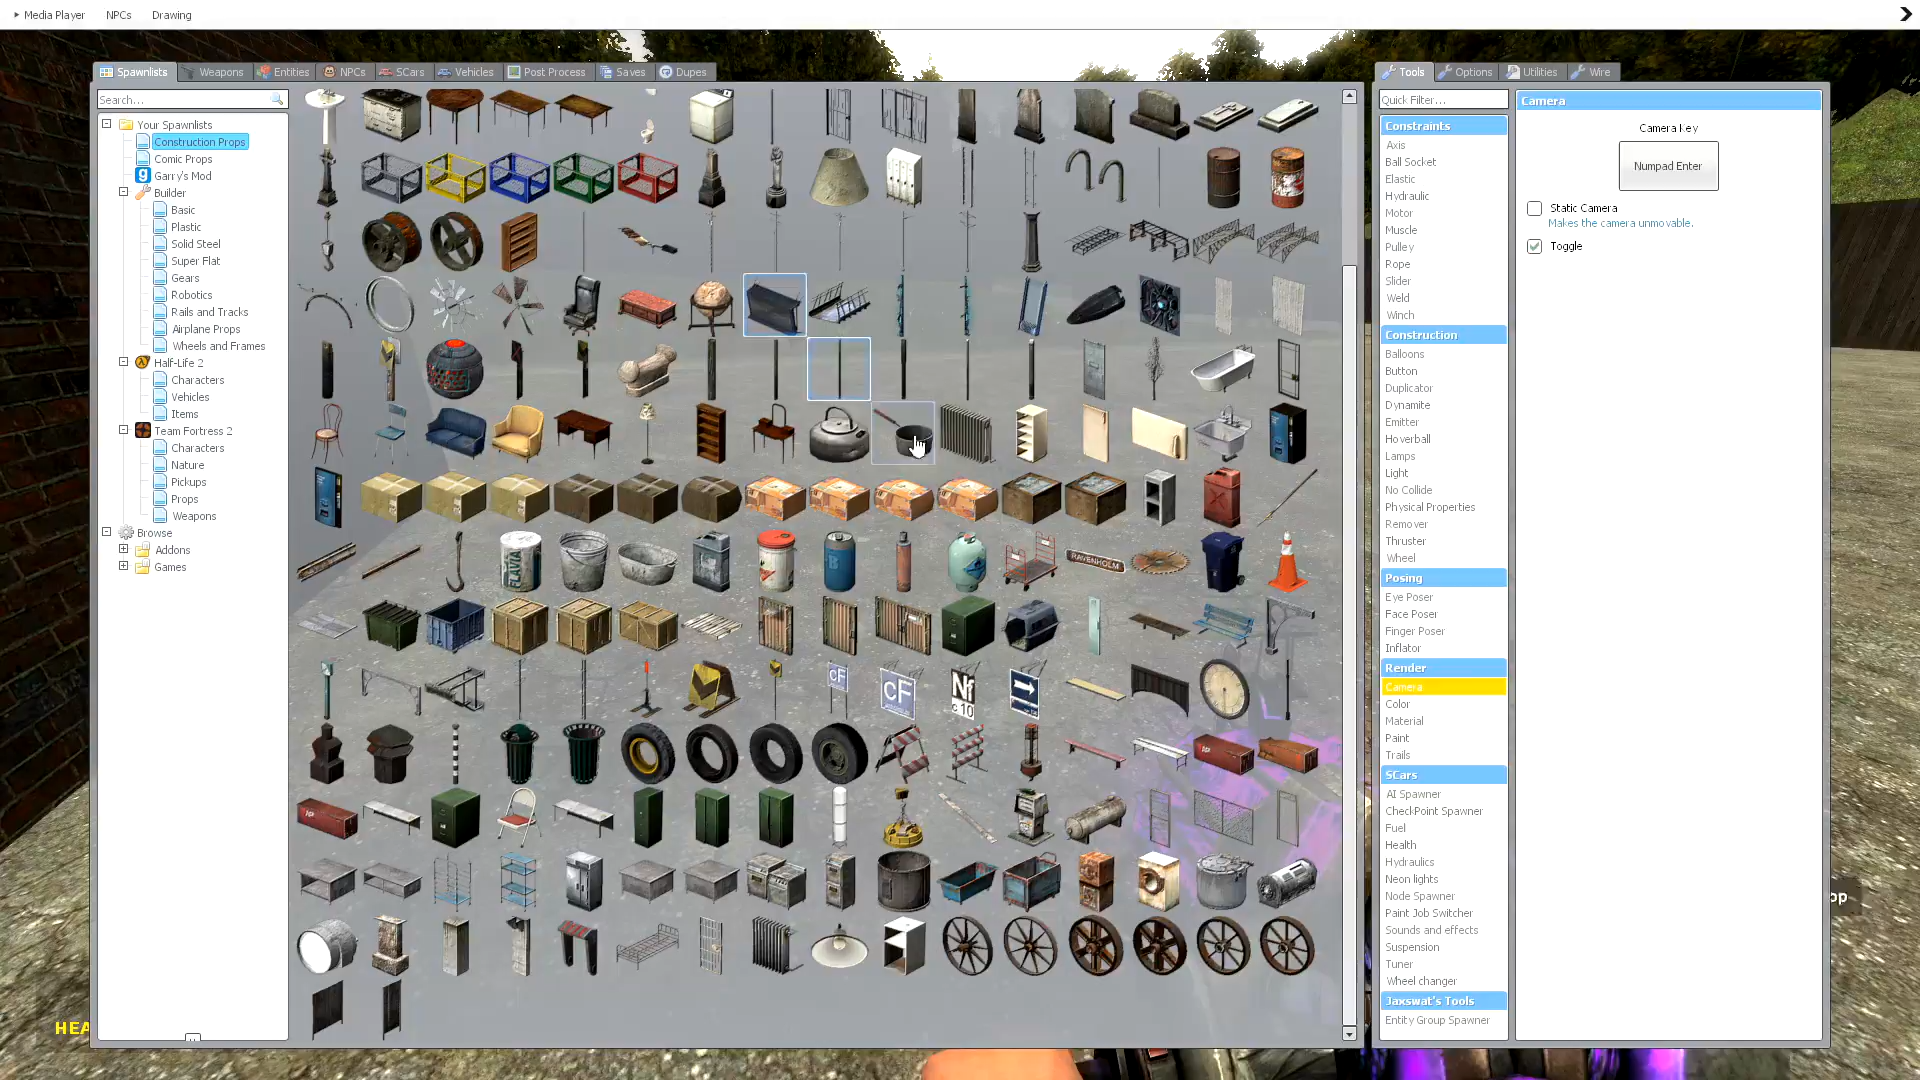 Media Player NPCs Drawing
Spawnlists Weapons Entities NPCs SCars Vehicles Post Process Saves Dupes
Tools Options Utilities Wire
Search...
Your Spawnlists
Construction Props
Comic Props
Garry's Mod
Builder
Basic
Plastic
Solid Steel
Super Flat
Gears
Robotics
Rails and Tracks
Airplane Props
Wheels and Frames
Half-Life 2
Characters
Vehicles
Items
Team Fortress 2
Characters
Nature
Pickups
Props
Weapons
Browse
Addons
Games
RAVENHOLM
cF
cF
Nf
c 10
Quick Filter...
Constraints
Axis
Ball Socket
Elastic
Hydraulic
Motor
Muscle
Pulley
Rope
Slider
Weld
Winch
Construction
Balloons
Button
Duplicator
Dynamite
Emitter
Hoverball
Lamps
Light
No Collide
Physical Properties
Remover
Thruster
Wheel
Posing
Eye Poser
Face Poser
Finger Poser
Inflator
Render
Camera
Color
Material
Paint
Trails
SCars
AI Spawner
CheckPoint Spawner
Fuel
Health
Hydraulics
Neon lights
Node Spawner
Paint Job Switcher
Sounds and effects
Suspension
Tuner
Wheel changer
Jaxswat's Tools
Entity Group Spawner
Camera
Camera Key
Numpad Enter
Static Camera
Makes the camera unmovable.
Toggle
op
HEA